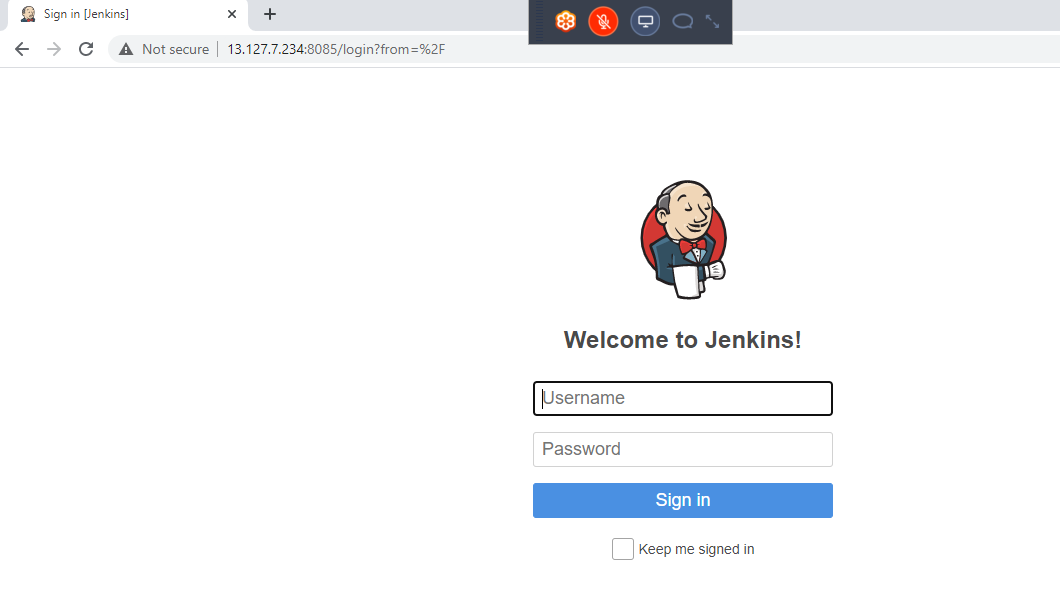 Sign in [Jenkins]
Not secure
13.127.7.234:8085/login?from=%2F
Welcome to Jenkins!
Username
Password
Sign in
Keep me signed in